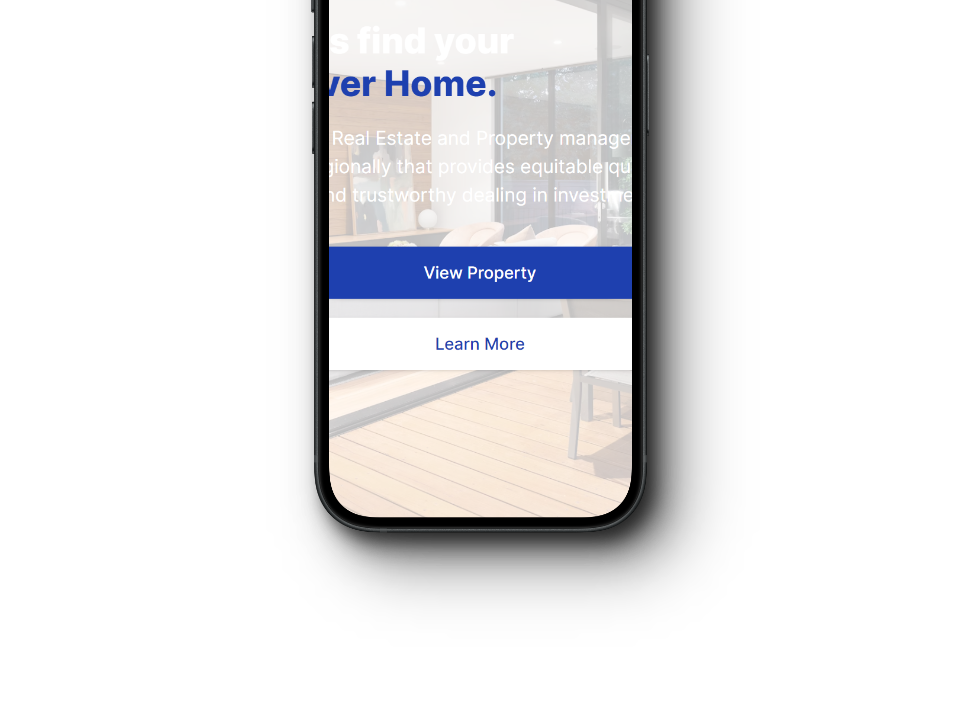 s find your
ver Home.
Real Estate and Property manage
gionally that provides equitable qu
nd trustworthy dealing in investme
View Property
Learn More